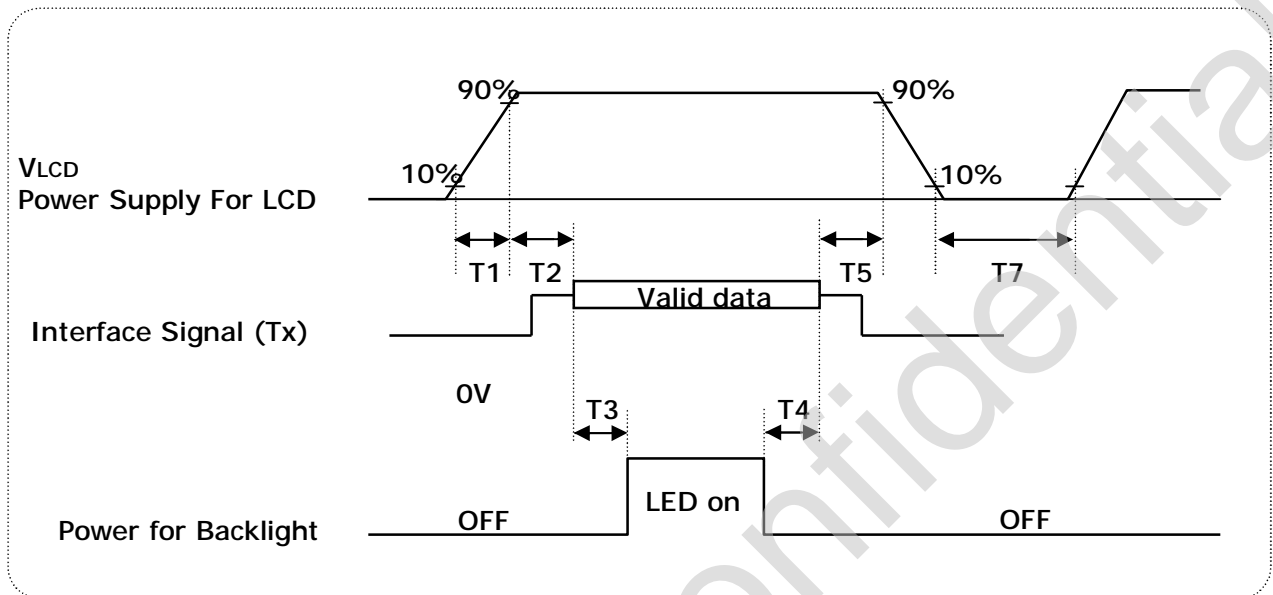 90%
90%
VLCD
10%
10%
Power Supply For LCD
T1
T2
T5
T7
Valid data
Interface Signal (Tx)
0V
T3
T4
LED on
Power for Backlight
OFF
OFF
onfidential